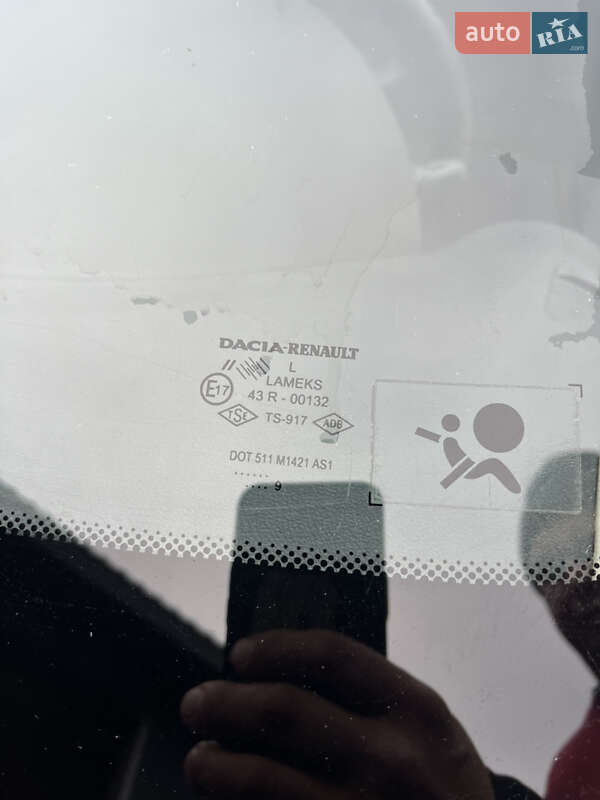 auto RIA.com
DACIA-RENAULT
// L
LAMEKS
E17 43 R - 00132
TSE TS-917 ADB
DOT 511 M1421 AS1
......
.... 9